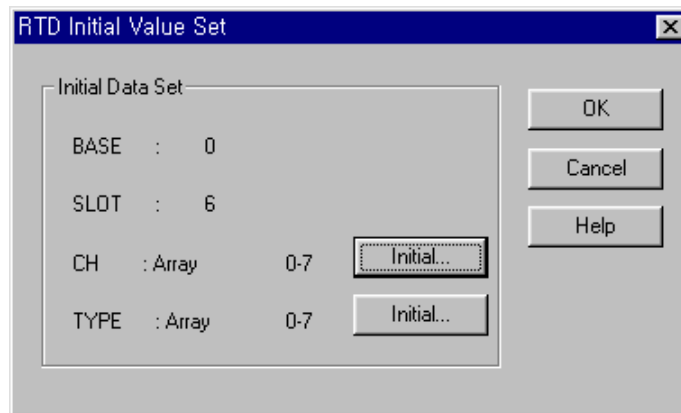 RTD Initial Value Set
Initial Data Set
BASE : 0
SLOT : 6
CH : Array 0-7 Initial...
TYPE : Array 0-7 Initial...
OK
Cancel
Help